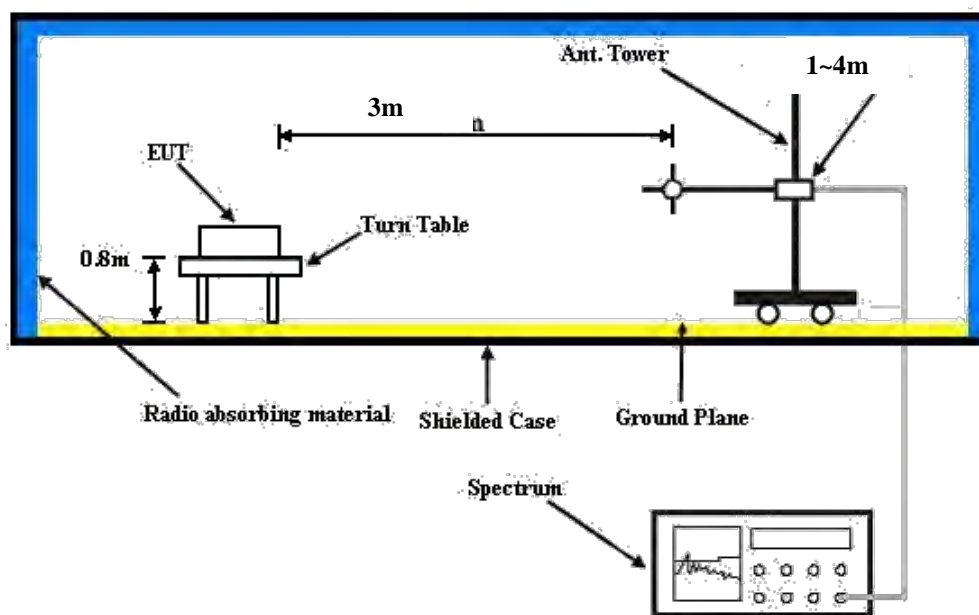 Ant. Tower
1~4m
3m
n
EUT
Turn Table
0.8m
Radio absorbing material
Shielded Case
Ground Plane
Spectrum